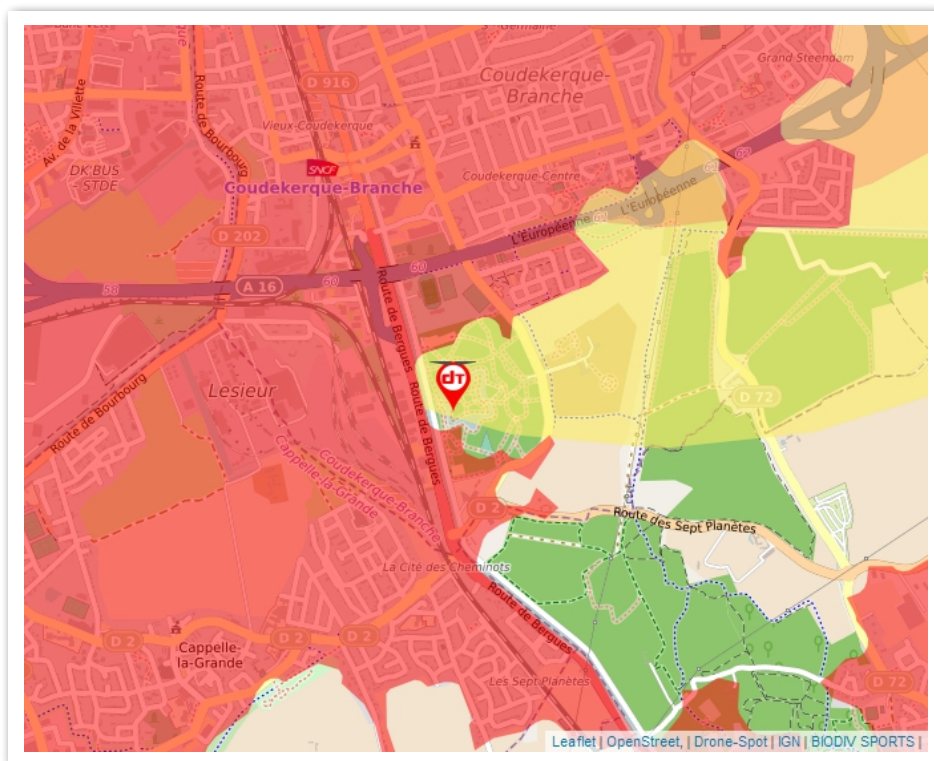 D 916
Grand Steendam
Coudekerque-
Branche
Av. de la Villette
Route de Bourbourg
Vieux-Coudekerque
DK'BUS
- STDE
SNCF
Coudekerque-Branche
Coudekerque-Centre
62
L'Européenne
L'Européenne
D 202
60
58
A 16
60
Route de Bergues
Route de Bergues
dT
Lesieur
D 72
Route de Bourbourg
Coudekerque-Branche
Cappelle-la-Grande
D 2
Route des Sept Planètes
La Cité des Cheminots
Route de Bergues
D 2
D 2
D 2
Cappelle-
la-Grande
Les Sept Planètes
D 72
Leaflet | OpenStreet, | Drone-Spot | IGN | BIODIV SPORTS |